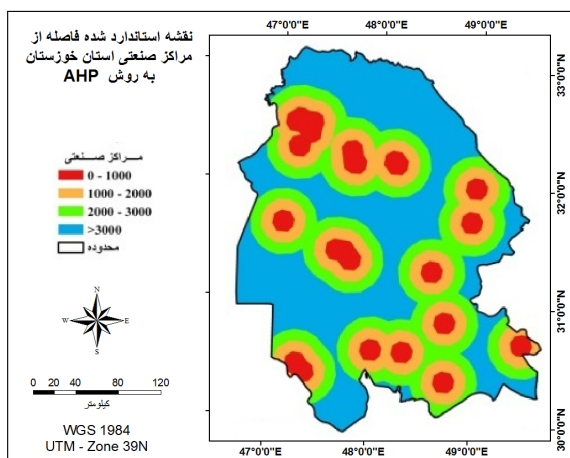 نقشه استاندارد شده فاصله از
مراکز صنعتی استان خوزستان
به روش AHP
مراکز صنعتی
0 - 1000
1000 - 2000
2000 - 3000
>3000
محدوده
N
W E
S
0 20 40 80 120
کیلومتر
WGS 1984
UTM - Zone 39N
47°0'0"E 48°0'0"E 49°0'0"E
33°0'0"N
32°0'0"N
31°0'0"N
30°0'0"N
47°0'0"E 48°0'0"E 49°0'0"E